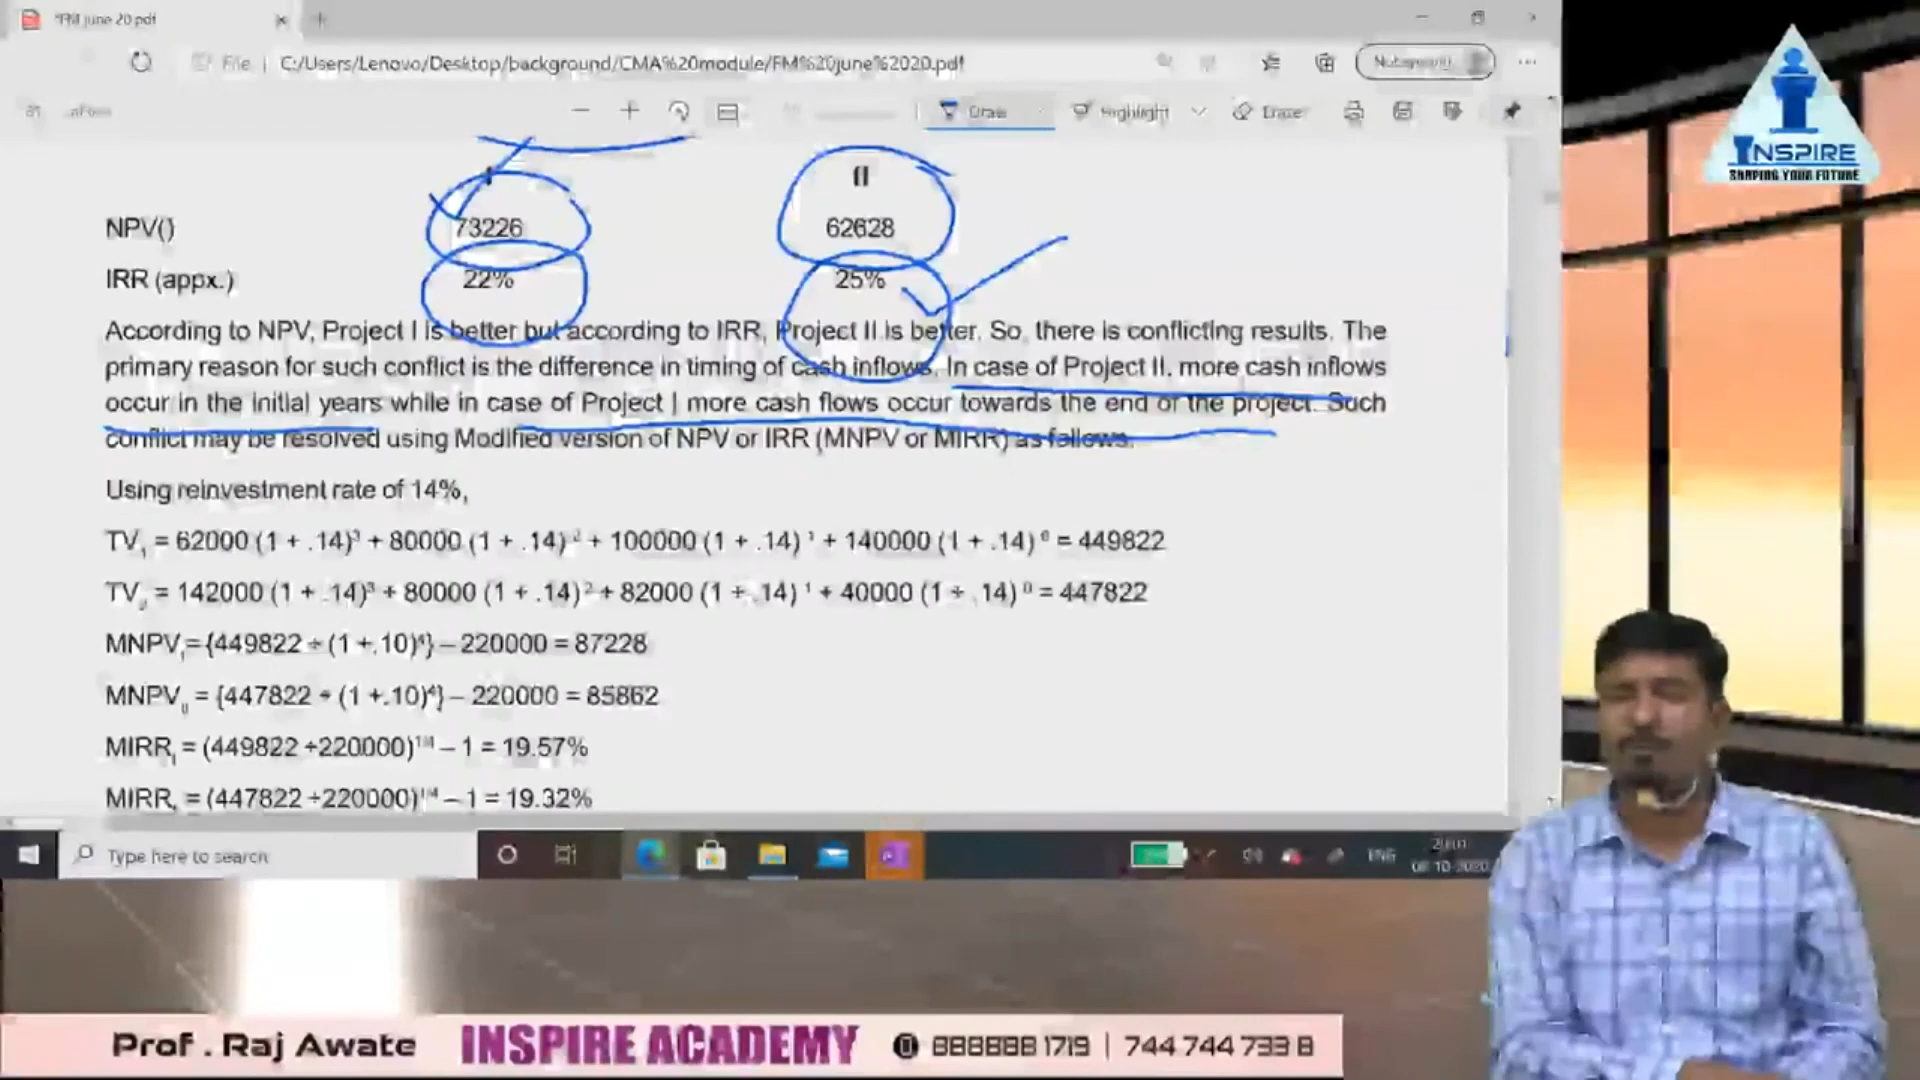 *FM june 20.pdf
File | C:/Users/Lenovo/Desktop/background/CMA%20module/FM%20june%2020.pdf
Draw Highlight Erase
INSPIRE
SHAPING YOUR FUTURE
I II
NPV() 73226 62628
IRR (appx.) 22% 25%
According to NPV, Project I is better but according to IRR, Project II is better. So, there is conflicting results. The
primary reason for such conflict is the difference in timing of cash inflows. In case of Project II, more cash inflows
occur in the initial years while in case of Project I more cash flows occur towards the end of the project. Such
conflict may be resolved using Modified version of NPV or IRR (MNPV or MIRR) as follows.
Using reinvestment rate of 14%,
TV₁ = 62000 (1 + .14)³ + 80000 (1 + .14)² + 100000 (1 + .14)¹ + 140000 (1 + .14)⁰ = 449822
TV = 142000 (1 + .14)³ + 80000 (1 + .14)² + 82000 (1 + .14)¹ + 40000 (1 + .14)⁰ = 447822
MNPV = {449822 ÷ (1 +.10)⁴} – 220000 = 87228
MNPV = {447822 ÷ (1 +.10)⁴} – 220000 = 85862
MIRR = (449822 ÷220000)¹ᐟ⁴ – 1 = 19.57%
MIRR = (447822 ÷220000)¹ᐟ⁴ – 1 = 19.32%
Type here to search
ENG
Prof . Raj Awate INSPIRE ACADEMY 888888 1719 | 744 744 733 8